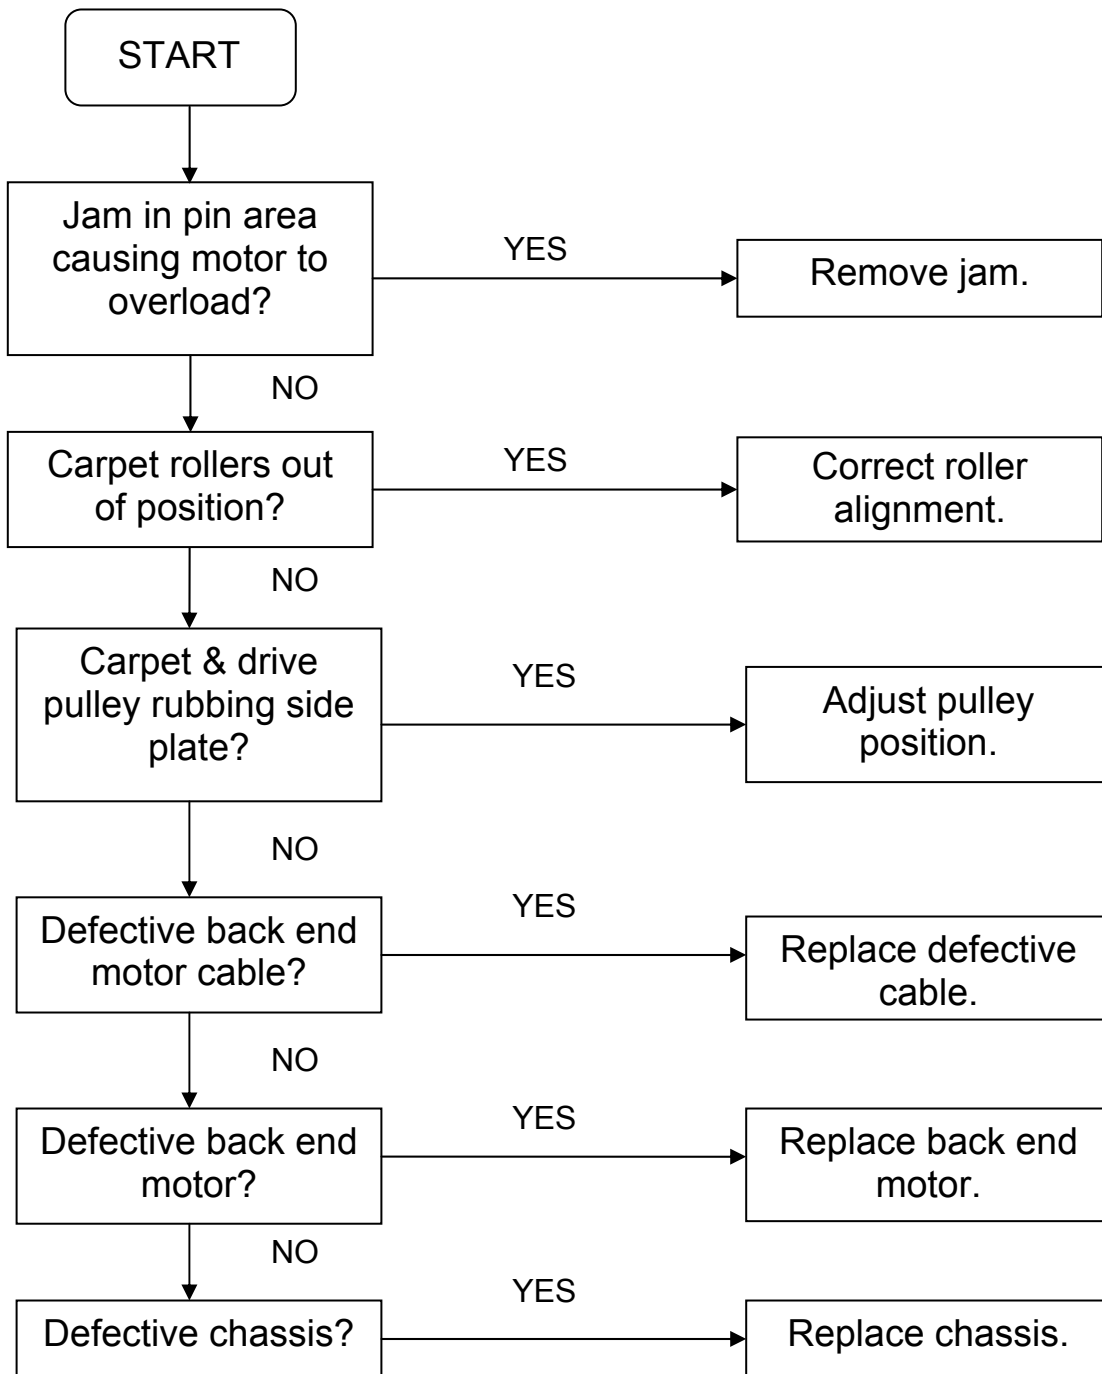 START
Jam in pin area
causing motor to
overload?
YES
Remove jam.
NO
Carpet rollers out
of position?
YES
Correct roller
alignment.
NO
Carpet & drive
pulley rubbing side
plate?
YES
Adjust pulley
position.
NO
Defective back end
motor cable?
YES
Replace defective
cable.
NO
Defective back end
motor?
YES
Replace back end
motor.
NO
Defective chassis?
YES
Replace chassis.